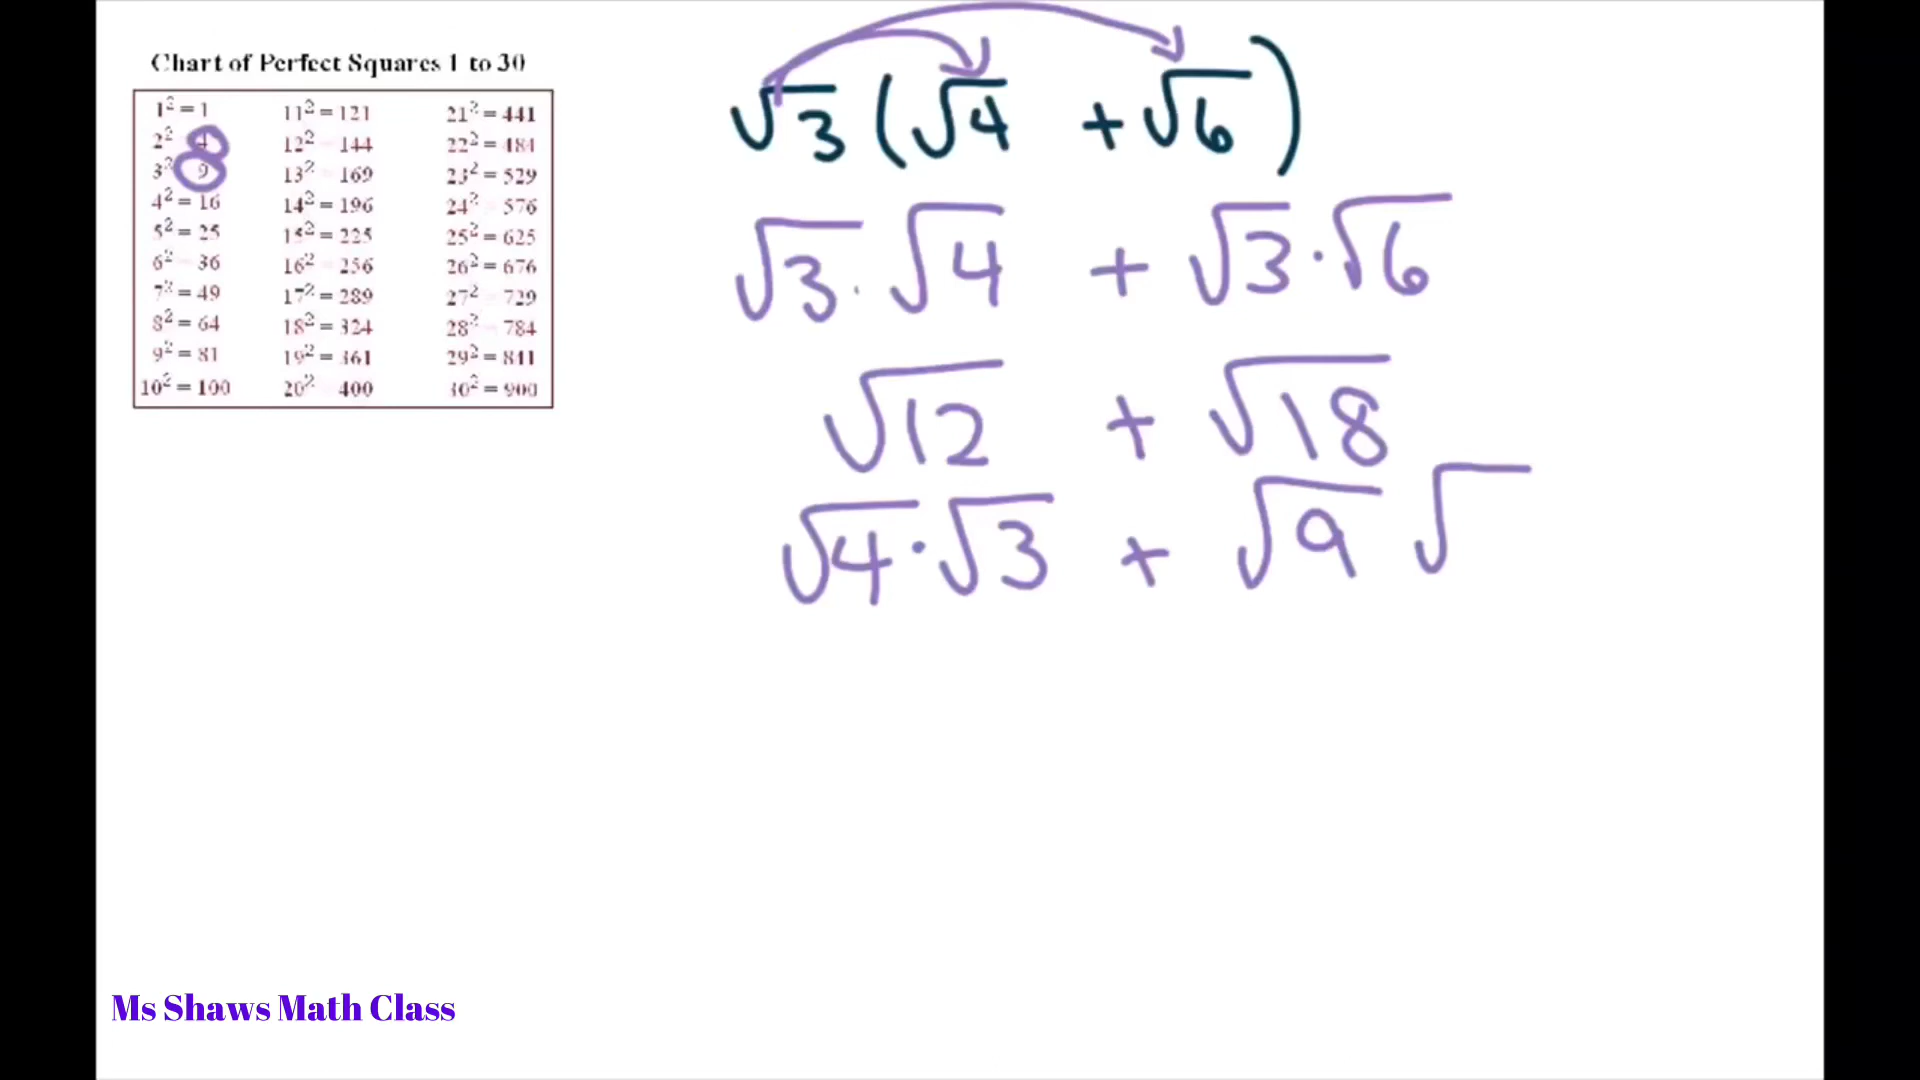 Chart of Perfect Squares 1 to 30
1² = 1 11² = 121 21² = 441
2² 4 12² 144 22² = 484
3² 9 13² 169 23² = 529
4² = 16 14² = 196 24² 576
5² = 25 15² = 225 25² = 625
6² 36 16² 256 26² = 676
7² = 49 17² = 289 27² 729
8² = 64 18² = 324 28² 784
9² = 81 19² = 361 29² = 841
10² = 100 20² 400 30² = 900
√3(√4 + √6)
√3 · √4 + √3 · √6
√12 + √18
√4 · √3 + √9 √
Ms Shaws Math Class